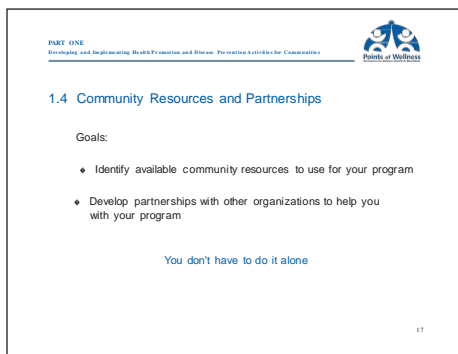 PART ONE
Developing and Implementing Health Promotion and Disease Prevention Activities for Communities
Points of Wellness
1.4 Community Resources and Partnerships
Goals:
◆ Identify available community resources to use for your program
◆ Develop partnerships with other organizations to help you
with your program
You don't have to do it alone
17